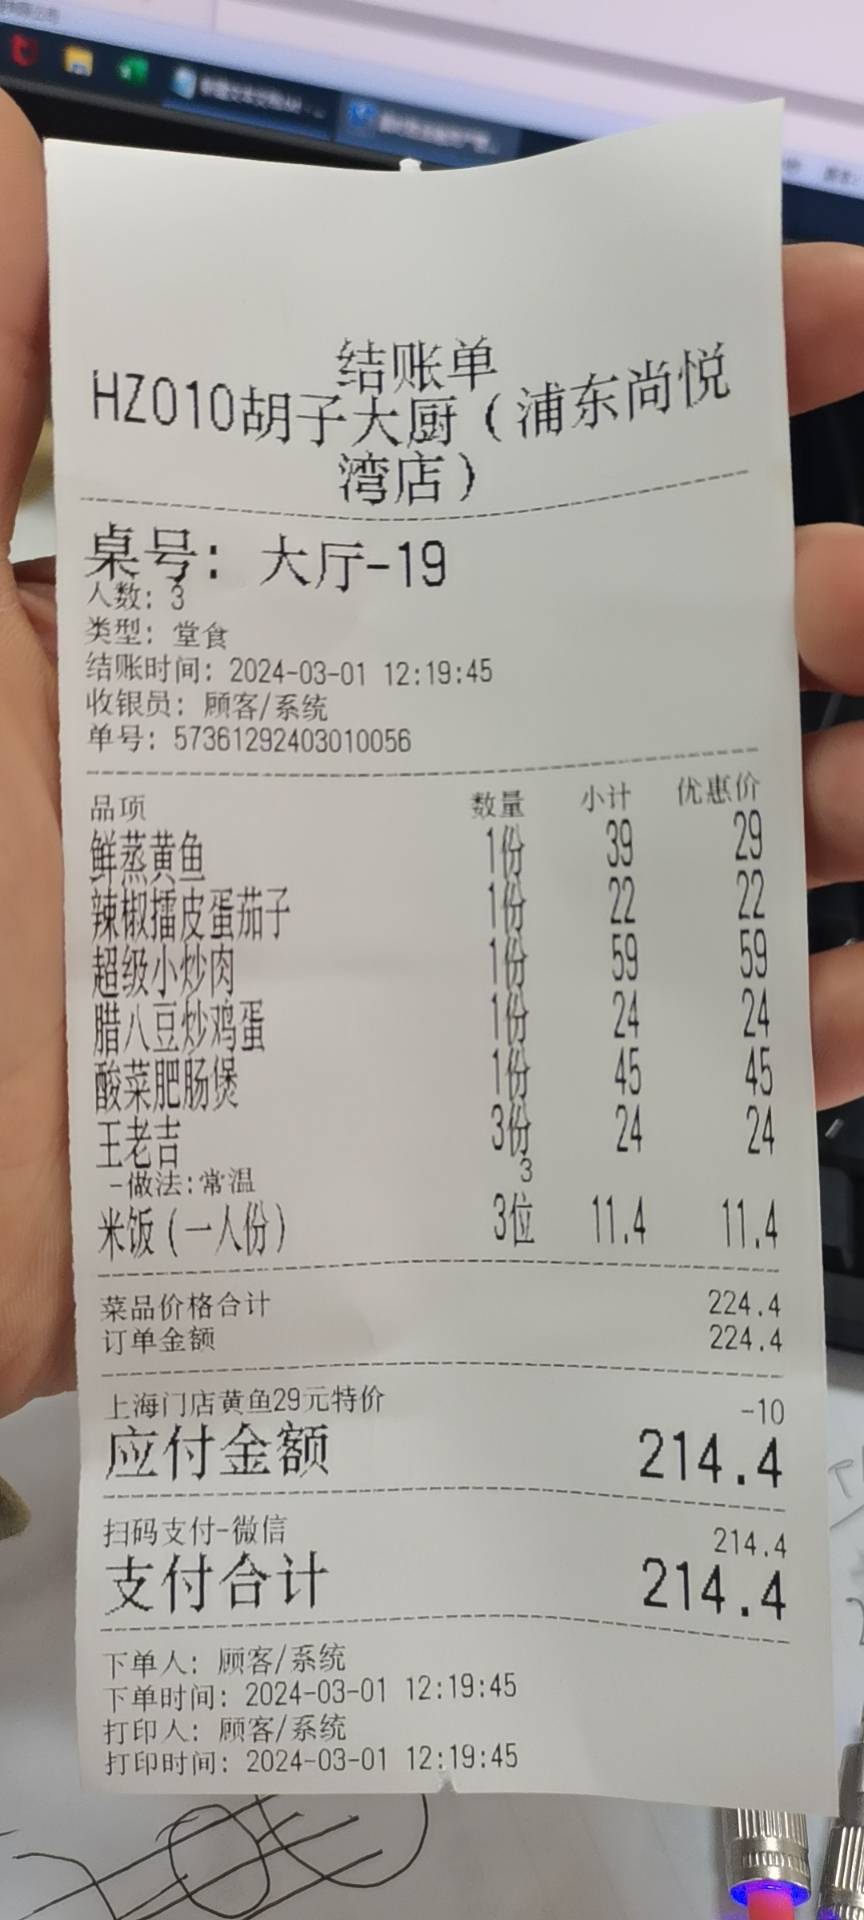 结账单
HZ010胡子大厨（浦东尚悦
湾店）
桌号：大厅-19
人数：3
类型：堂食
结账时间：2024-03-01 12:19:45
收银员：顾客/系统
单号：573612922403010056
品项 数量 小计 优惠价
鲜蒸黄鱼 1份 39 29
辣椒擂皮蛋茄子 1份 22 22
超级小炒肉 1份 59 59
腊八豆炒鸡蛋 1份 24 24
酸菜肥肠煲 1份 45 45
王老吉 3份 24 24
-做法:常温 3
米饭(一人份) 3位 11.4 11.4
菜品价格合计 224.4
订单金额 224.4
上海门店黄鱼29元特价 -10
应付金额 214.4
扫码支付-微信 214.4
支付合计 214.4
下单人：顾客/系统
下单时间：2024-03-01 12:19:45
打印人：顾客/系统
打印时间：2024-03-01 12:19:45